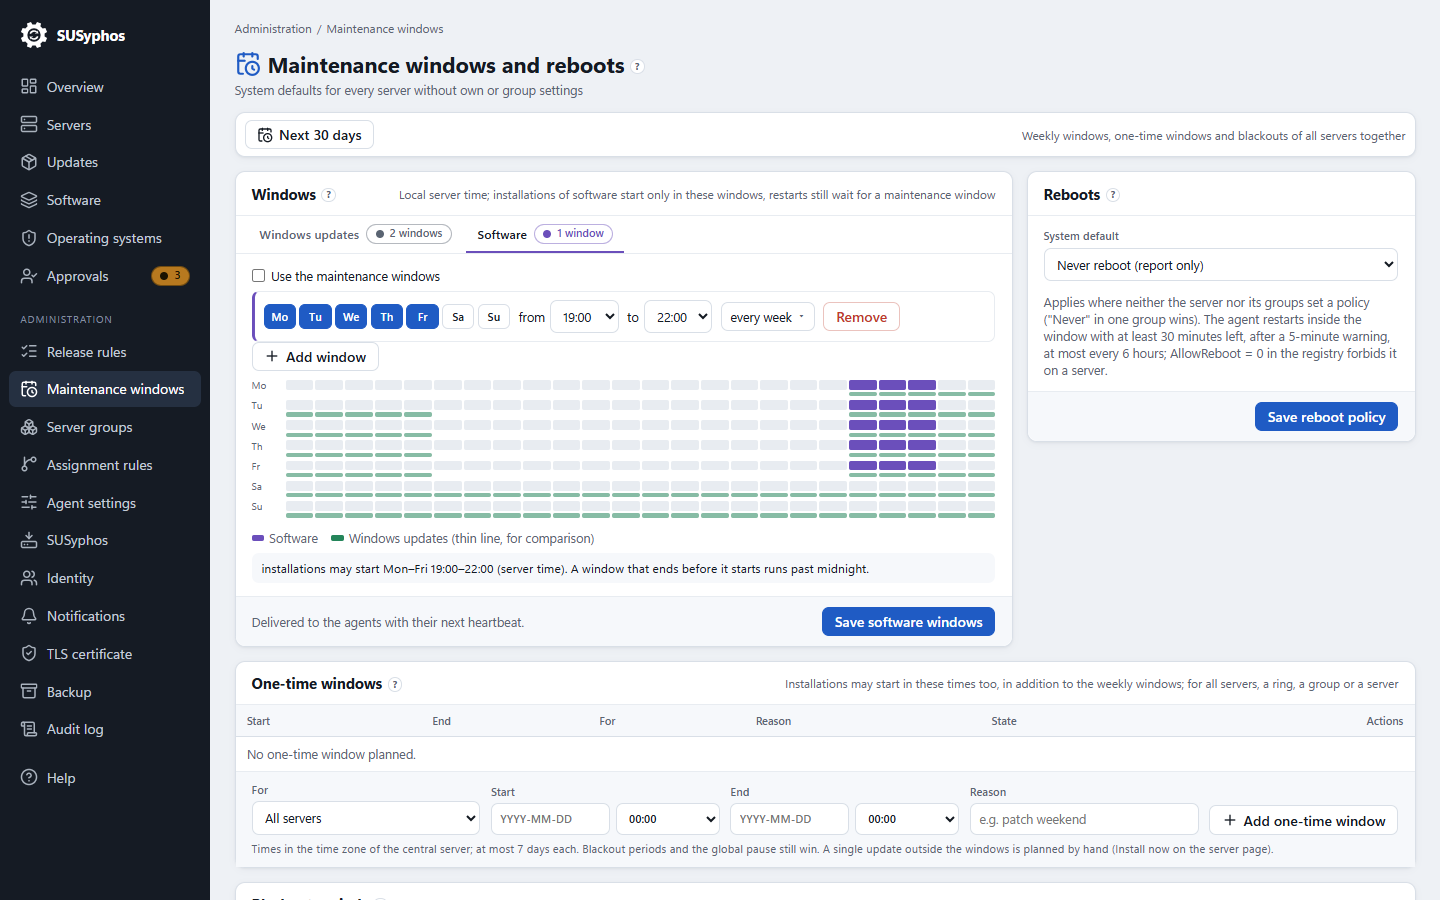 SUSyphos
Overview
Servers
Updates
Software
Operating systems
Approvals 3
ADMINISTRATION
Release rules
Maintenance windows
Server groups
Assignment rules
Agent settings
SUSyphos
Identity
Notifications
TLS certificate
Backup
Audit log
Help
Administration / Maintenance windows
Maintenance windows and reboots ?
System defaults for every server without own or group settings
Next 30 days
Weekly windows, one-time windows and blackouts of all servers together
Windows ?
Local server time; installations of software start only in these windows, restarts still wait for a maintenance window
Windows updates 2 windows Software 1 window
Use the maintenance windows
Mo Tu We Th Fr Sa Su from 19:00 to 22:00 every week Remove
+ Add window
Mo
Tu
We
Th
Fr
Sa
Su
Software Windows updates (thin line, for comparison)
installations may start Mon–Fri 19:00–22:00 (server time). A window that ends before it starts runs past midnight.
Delivered to the agents with their next heartbeat.
Save software windows
Reboots ?
System default
Never reboot (report only)
Applies where neither the server nor its groups set a policy
("Never" in one group wins). The agent restarts inside the
window with at least 30 minutes left, after a 5-minute warning,
at most every 6 hours; AllowReboot = 0 in the registry forbids it
on a server.
Save reboot policy
One-time windows ?
Installations may start in these times too, in addition to the weekly windows; for all servers, a ring, a group or a server
Start End For Reason State Actions
No one-time window planned.
For Start End Reason
All servers YYYY-MM-DD 00:00 YYYY-MM-DD 00:00 e.g. patch weekend + Add one-time window
Times in the time zone of the central server; at most 7 days each. Blackout periods and the global pause still win. A single update outside the windows is planned by hand (Install now on the server page).